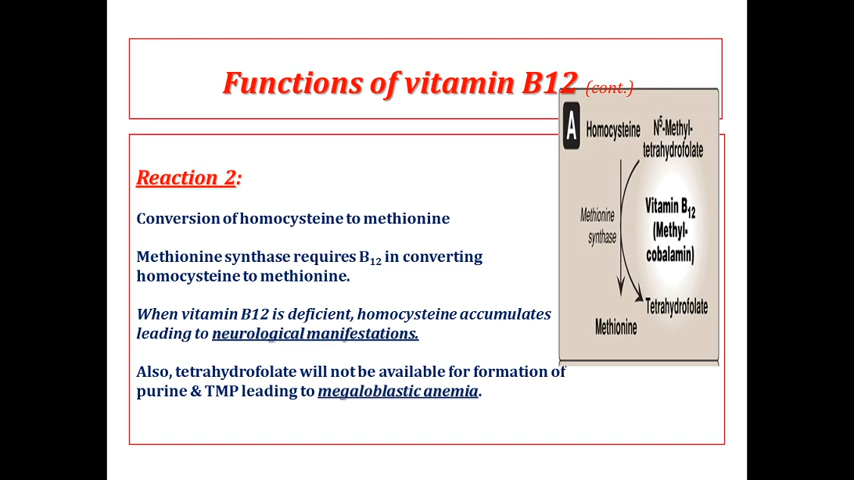 Functions of vitamin B12 (cont.)
Reaction 2:
Conversion of homocysteine to methionine
Methionine synthase requires B12 in converting
homocysteine to methionine.
When vitamin B12 is deficient, homocysteine accumulates
leading to neurological manifestations.
Also, tetrahydrofolate will not be available for formation of
purine & TMP leading to megaloblastic anemia.
A
Homocysteine
N5-Methyl-
tetrahydrofolate
Methionine
synthase
Vitamin B12
(Methyl-
cobalamin)
Tetrahydrofolate
Methionine